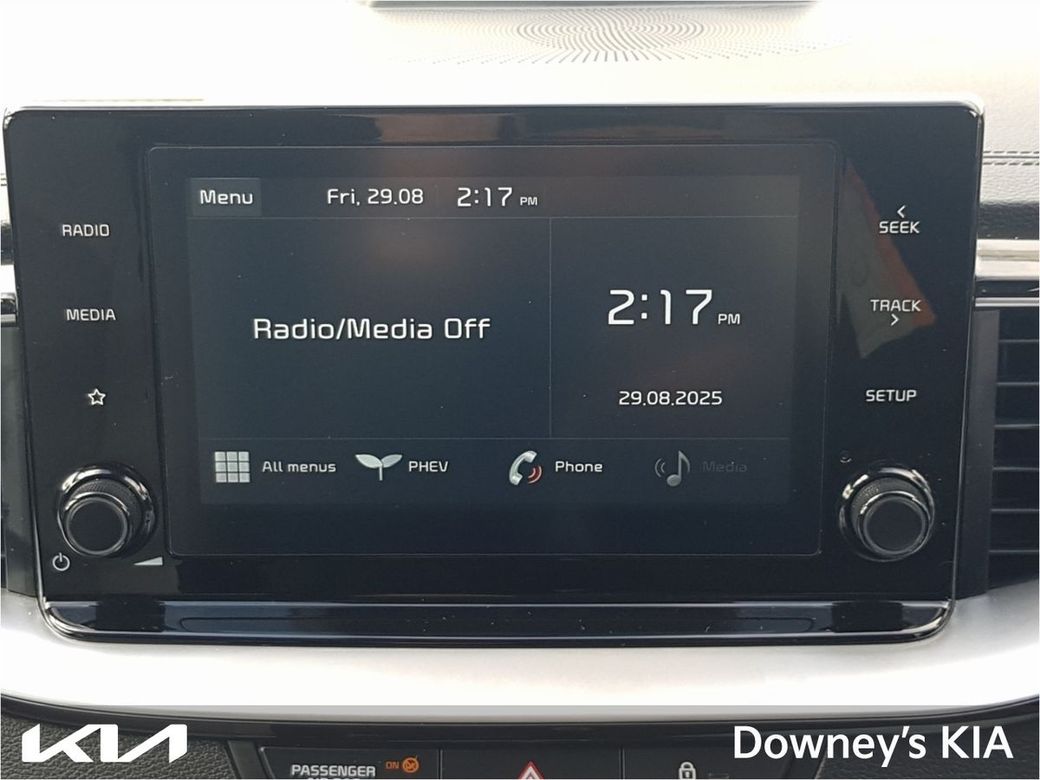 Menu Fri, 29.08 2:17 PM
RADIO
SEEK
MEDIA
Radio/Media Off
2:17 PM
TRACK
29.08.2025
SETUP
All menus PHEV Phone Media
KIA
Downey's KIA
PASSENGER ON